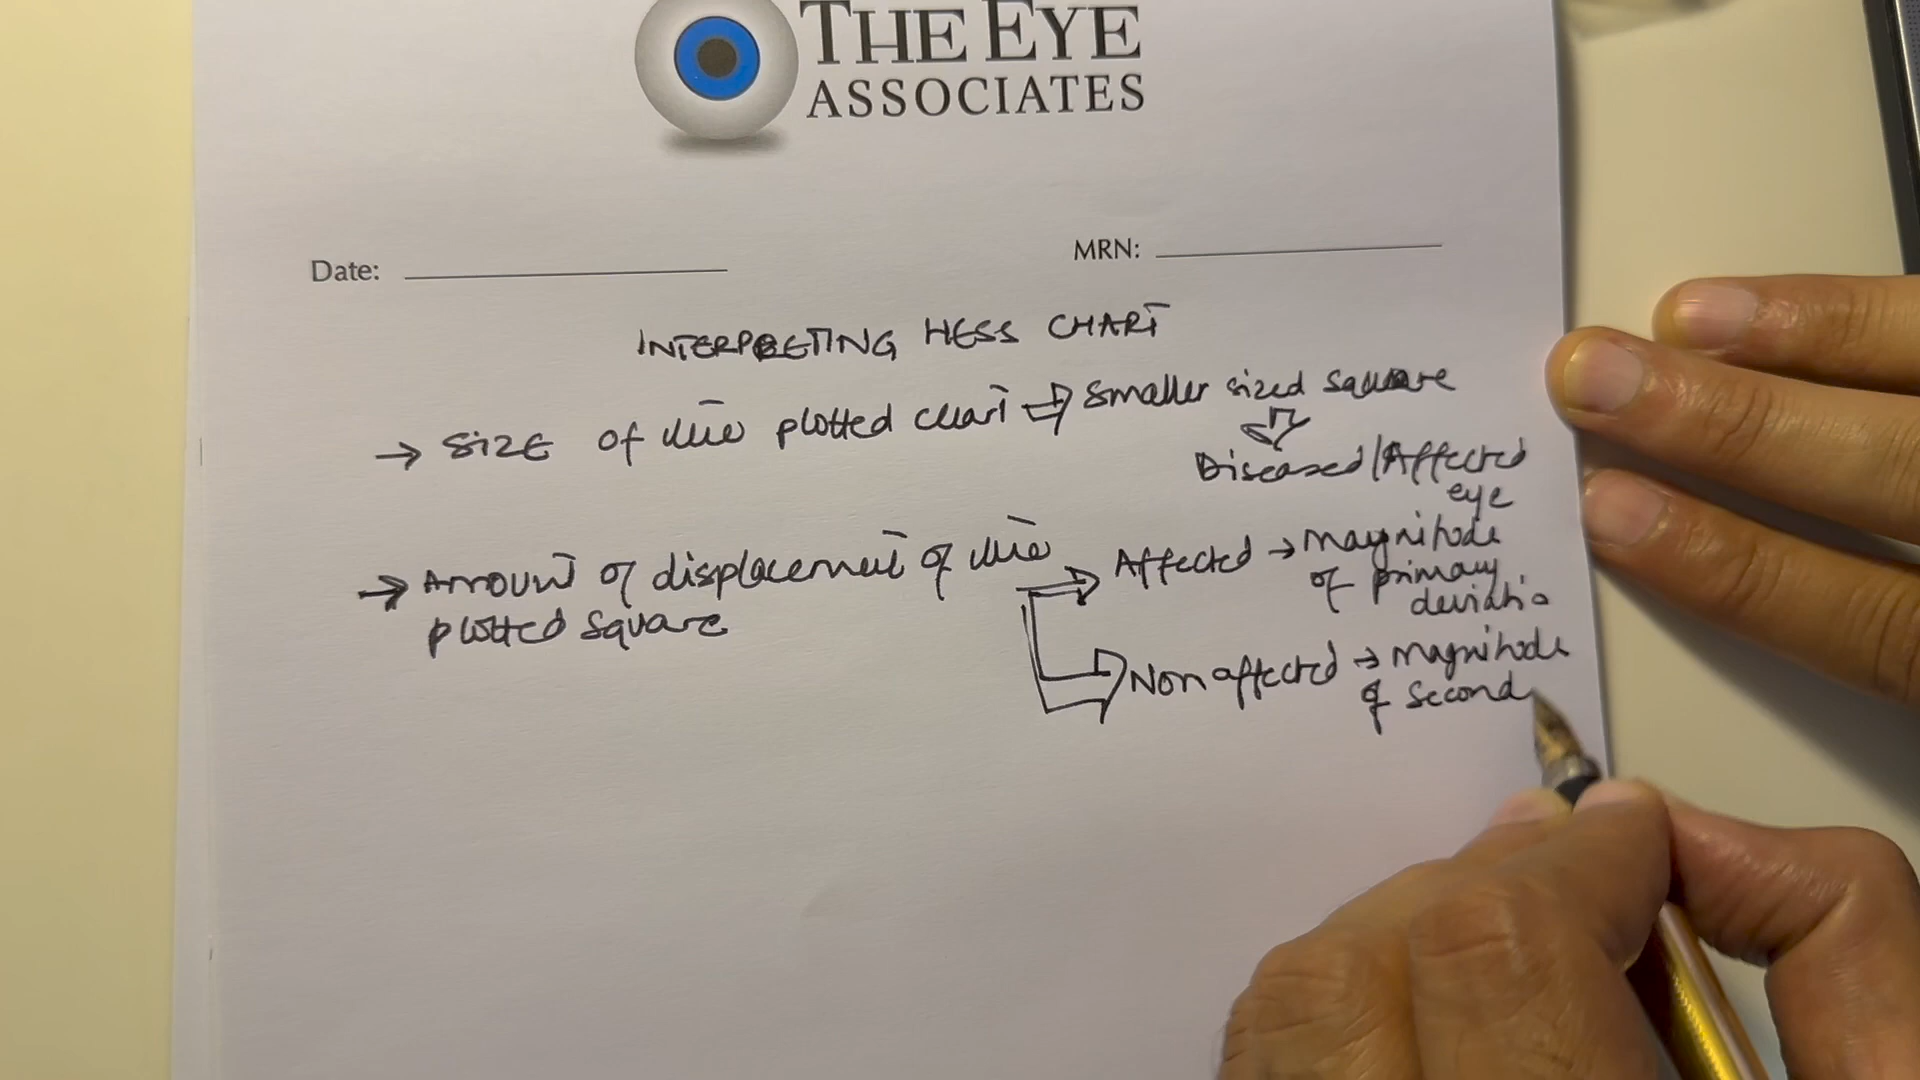 THE EYE
ASSOCIATES
Date:
MRN:
INTERPRETING HESS CHART
→ Size of the plotted chart ⇒ Smaller sized square
Diseased/Affected
eye
→ Amount of displacement of the
plotted square
⇒ Affected → Magnitude
of primary
deviatio
⇒ Non affected → Magnitude
of Second